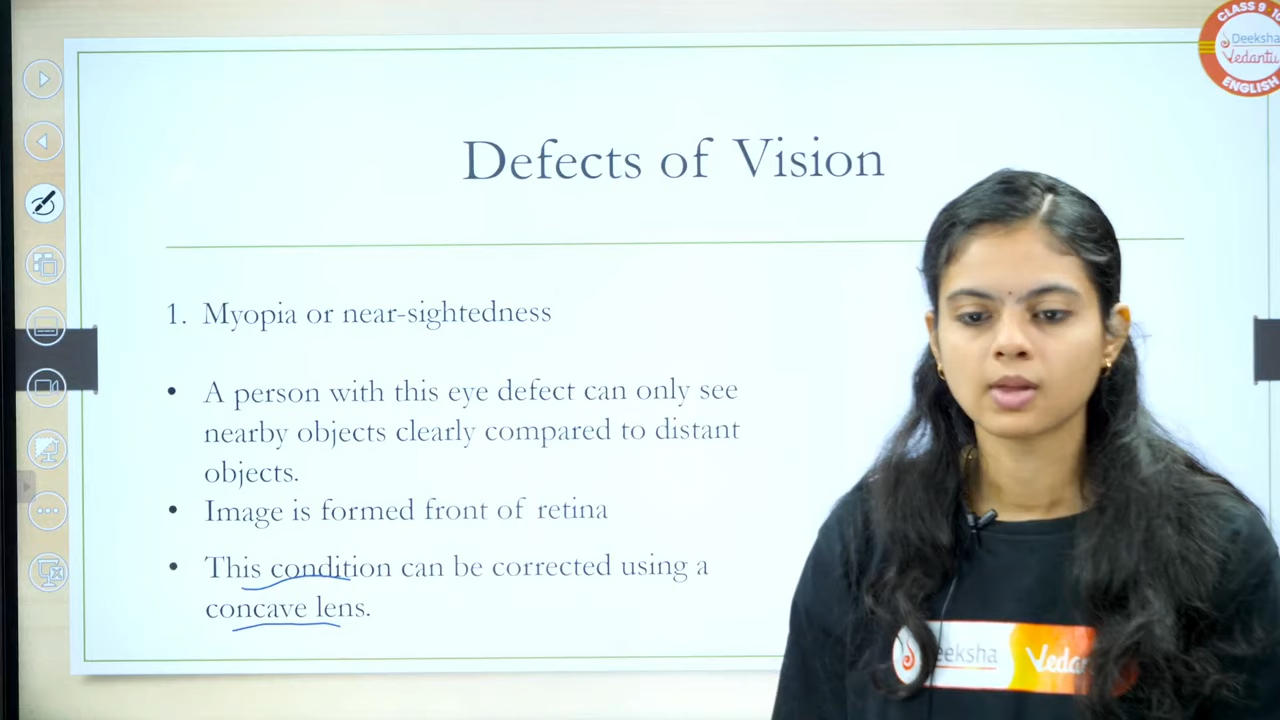 CLASS 9 - 10
Deeksha
Vedantu
ENGLISH
Defects of Vision
1. Myopia or near-sightedness
• A person with this eye defect can only see
nearby objects clearly compared to distant
objects.
• Image is formed front of retina
• This condition can be corrected using a
concave lens.
eeksha
Veda